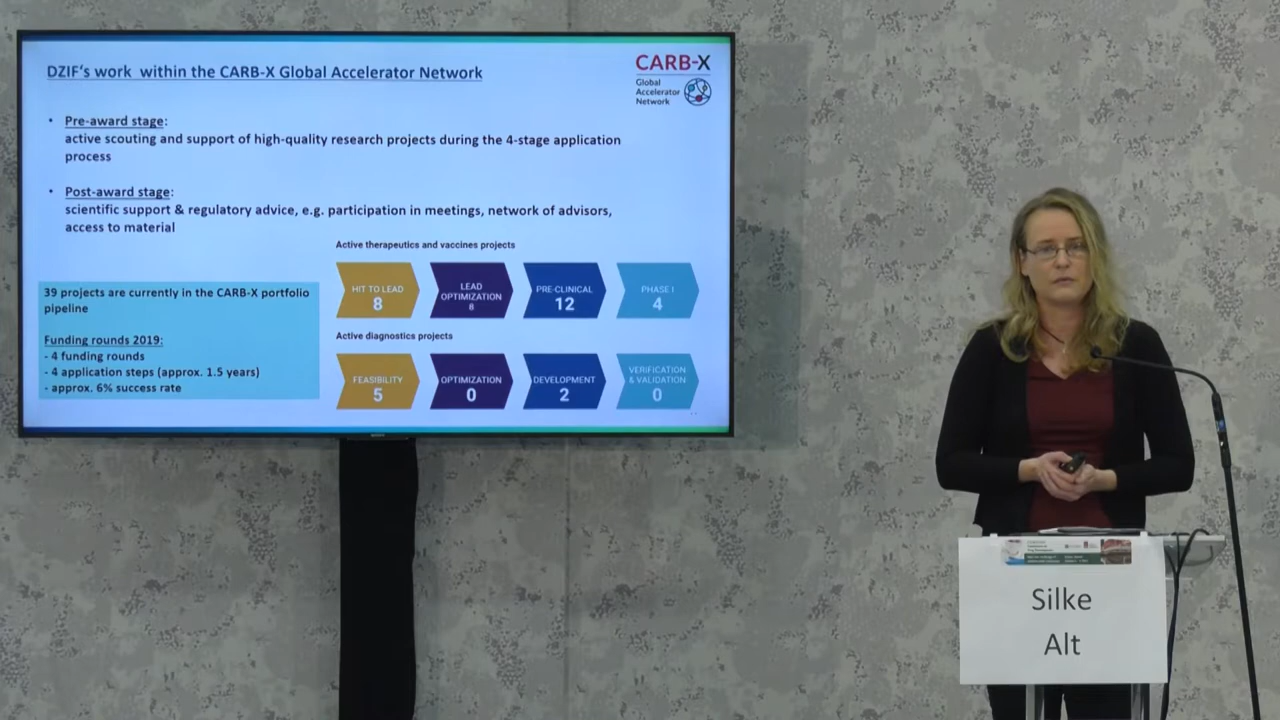 DZIF's work within the CARB-X Global Accelerator Network
CARB-X
Global
Accelerator
Network
• Pre-award stage:
active scouting and support of high-quality research projects during the 4-stage application
process
• Post-award stage:
scientific support & regulatory advice, e.g. participation in meetings, network of advisors,
access to material
Active therapeutics and vaccines projects
HIT TO LEAD
8
LEAD
OPTIMIZATION
8
PRE-CLINICAL
12
PHASE I
4
39 projects are currently in the CARB-X portfolio
pipeline
Funding rounds 2019:
- 4 funding rounds
- 4 application steps (approx. 1.5 years)
- approx. 6% success rate
Active diagnostics projects
FEASIBILITY
5
OPTIMIZATION
0
DEVELOPMENT
2
VERIFICATION
& VALIDATION
0
Silke
Alt